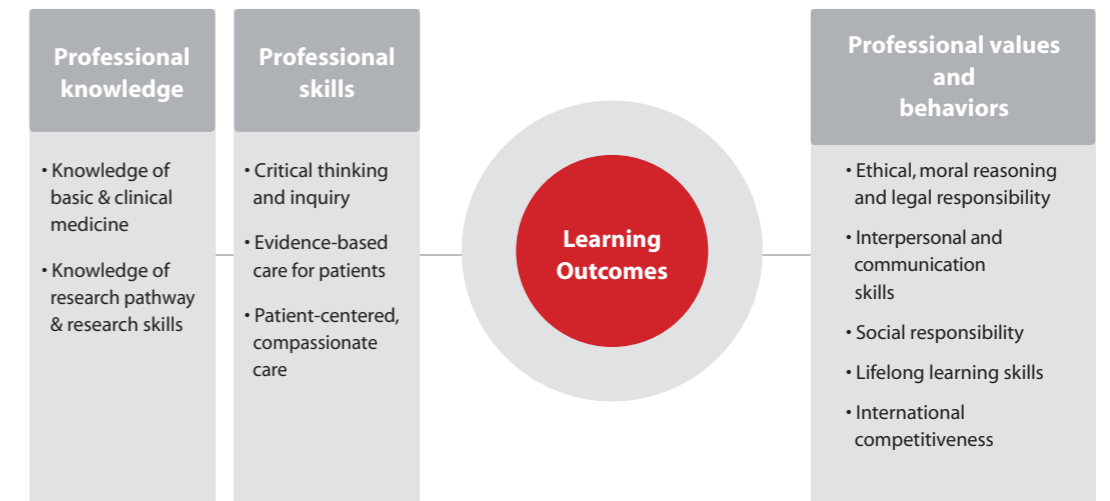 Professional
knowledge
• Knowledge of
basic & clinical
medicine
• Knowledge of
research pathway
& research skills
Professional
skills
• Critical thinking
and inquiry
• Evidence-based
care for patients
• Patient-centered,
compassionate
care
Learning
Outcomes
Professional values
and
behaviors
• Ethical, moral reasoning
and legal responsibility
• Interpersonal and
communication
skills
• Social responsibility
• Lifelong learning skills
• International
competitiveness